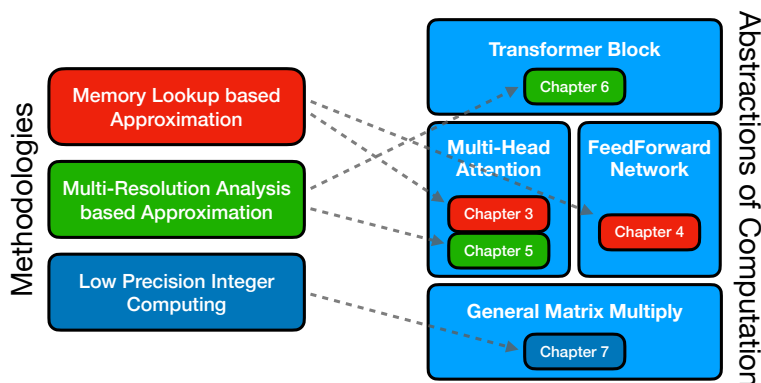 Methodologies
Memory Lookup based
Approximation
Multi-Resolution Analysis
based Approximation
Low Precision Integer
Computing
Transformer Block
Chapter 6
Multi-Head
Attention
Chapter 3
Chapter 5
FeedForward
Network
Chapter 4
General Matrix Multiply
Chapter 7
Abstractions of Computation